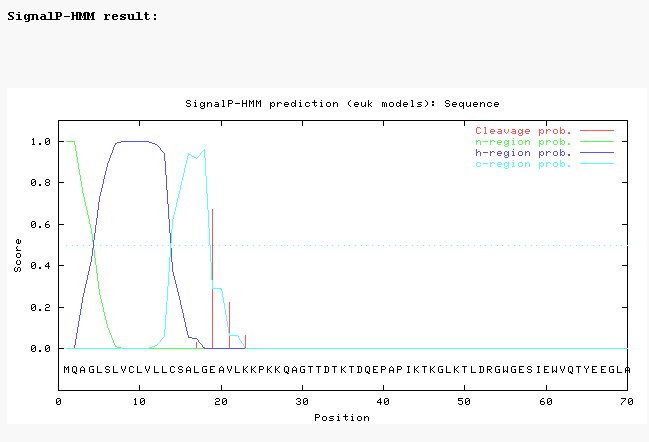 SignalP-HMM result:
SignalP-HMM prediction (euk models): Sequence
Cleavage prob.
n-region prob.
h-region prob.
c-region prob.
1.0
0.8
0.6
0.4
0.2
0.0
Score
MQAGLSLVCLVLLCSALGEAVLKKPKKQAGTTDTKTDQEPAPIKTKGLKTLDRGWGESIEWVQTYEEGLA
0 10 20 30 40 50 60 70
Position